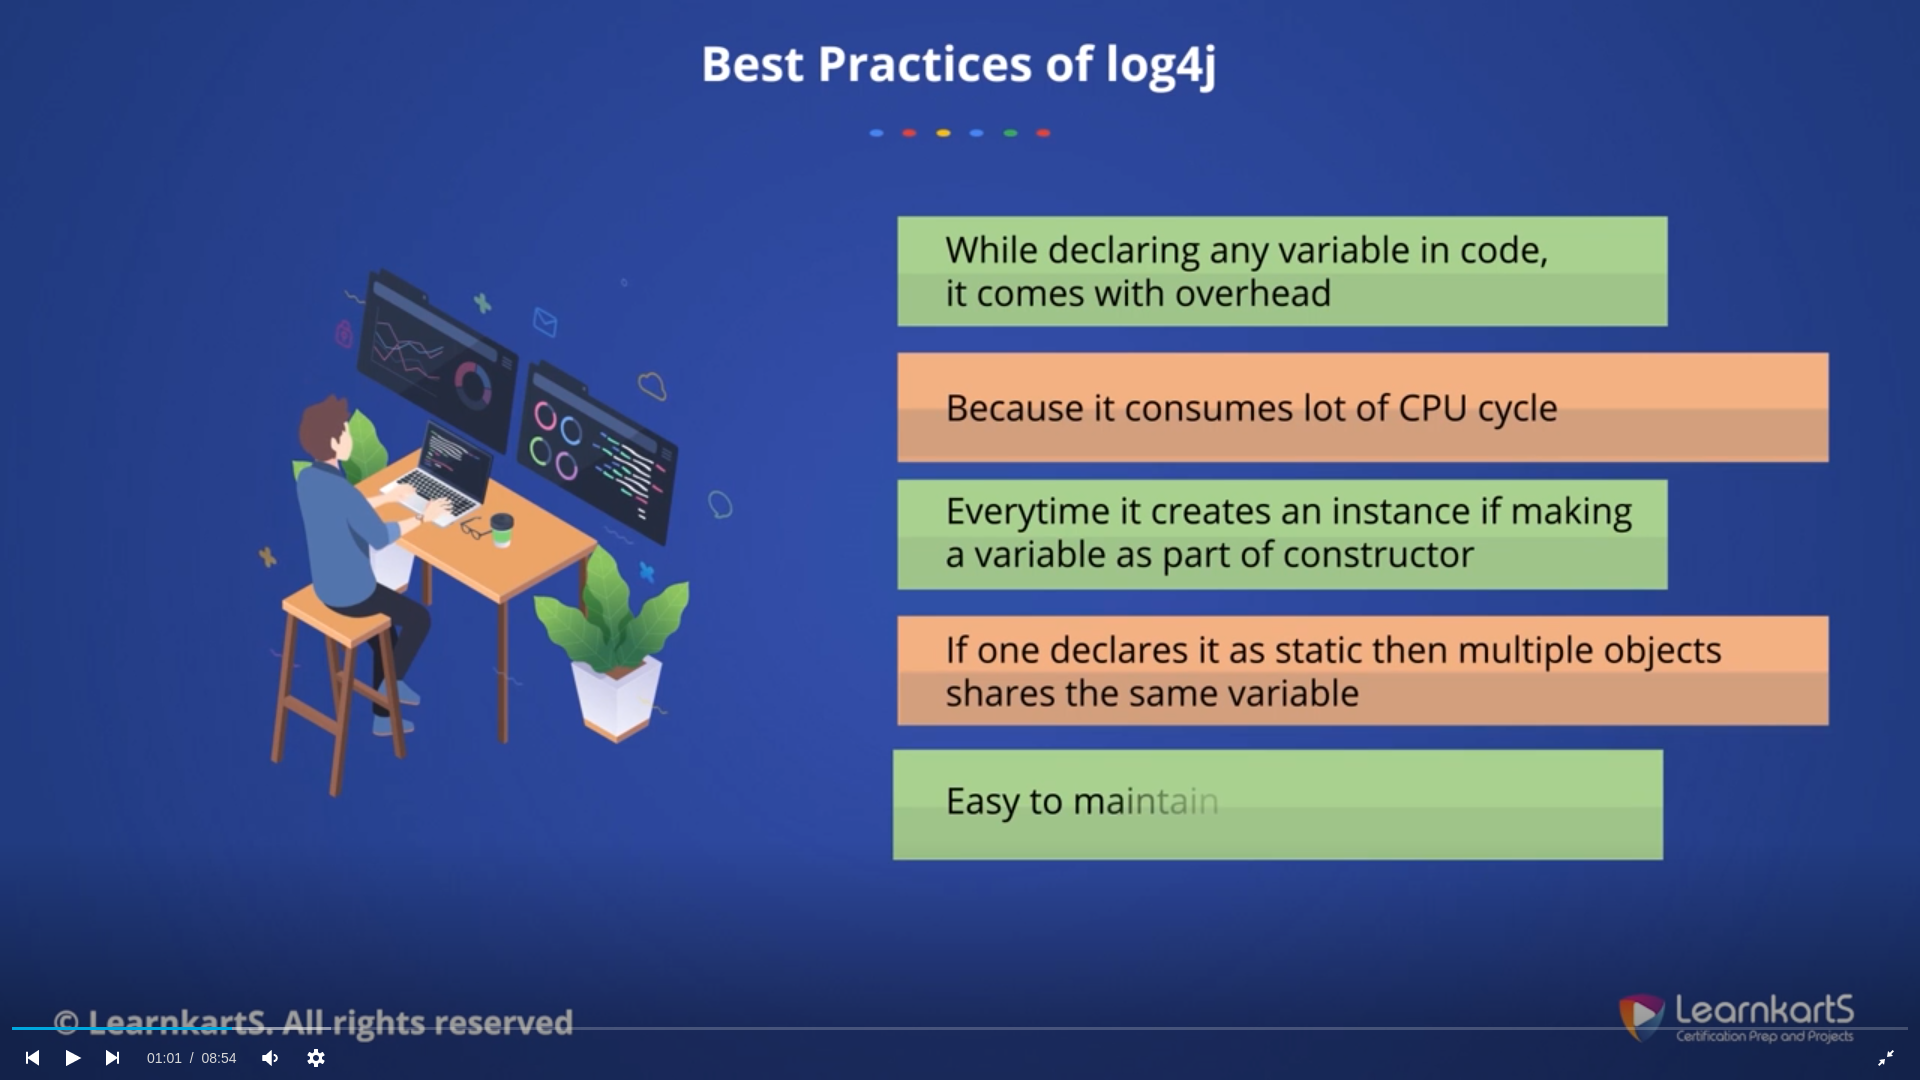 Best Practices of log4j
While declaring any variable in code,
it comes with overhead
Because it consumes lot of CPU cycle
Everytime it creates an instance if making
a variable as part of constructor
If one declares it as static then multiple objects
shares the same variable
Easy to maintain
© LearnkartS. All rights reserved
LearnkartS
Certification Prep and Projects
01:01 / 08:54